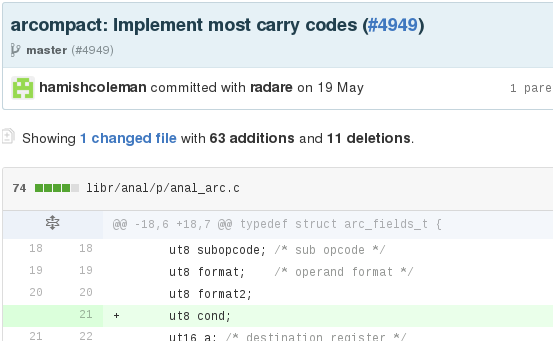 arcompact: Implement most carry codes (#4949)
master (#4949)
hamishcoleman committed with radare on 19 May 1 pare
Showing 1 changed file with 63 additions and 11 deletions.
74 libr/anal/p/anal_arc.c
@@ -18,6 +18,7 @@ typedef struct arc_fields_t {
18 18 ut8 subopcode; /* sub opcode */
19 19 ut8 format; /* operand format */
20 20 ut8 format2;
21 + ut8 cond;
21 22 ut16 a; /* destination register */